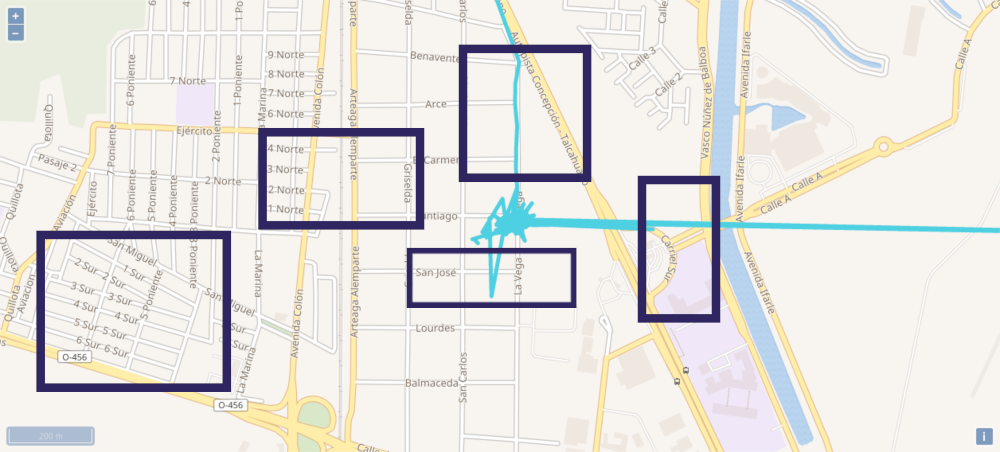 +
−
Autopista Concepción - Talcahuano
Calle A
Calle 3
Calle 2
Benavente
9 Norte
8 Norte
7 Norte
7 Norte
6 Norte
6 Poniente
1 Poniente
La Marina
Avenida Colón
Arteaga Alemparte
Griselda
Arce
Vasco Núñez de Balboa
Avenida Ifarle
Quillota
Ejército
7 Poniente
2 Poniente
4 Norte
3 Norte
2 Norte
1 Norte
El Carmen
Pasaje 2
2 Norte
Quillota
Aviación
Ejército
6 Poniente
5 Poniente
4 Poniente
3 Poniente
Santiago
Calle A
Calle A
Avenida Ifarle
Carriel Sur
San Miguel
1 Sur
2 Sur
2 Sur
3 Sur
3 Sur
4 Sur
5 Sur
5 Sur
6 Sur
6 Sur
5 Poniente
San Miguel
La Marina
Arteaga Alemparte
San José
La Vega
Avenida Ifarle
Quillota
Aviación
Avenida Colón
Lourdes
O-456
La Marina
San Carlos
Balmaceda
O-456
200 m
Calle
i